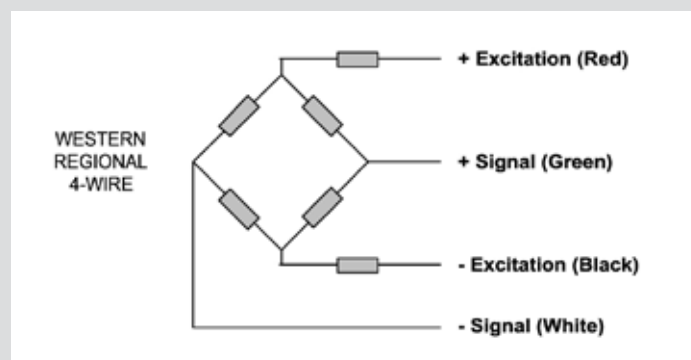 WESTERN
REGIONAL
4-WIRE
+ Excitation (Red)
+ Signal (Green)
- Excitation (Black)
- Signal (White)